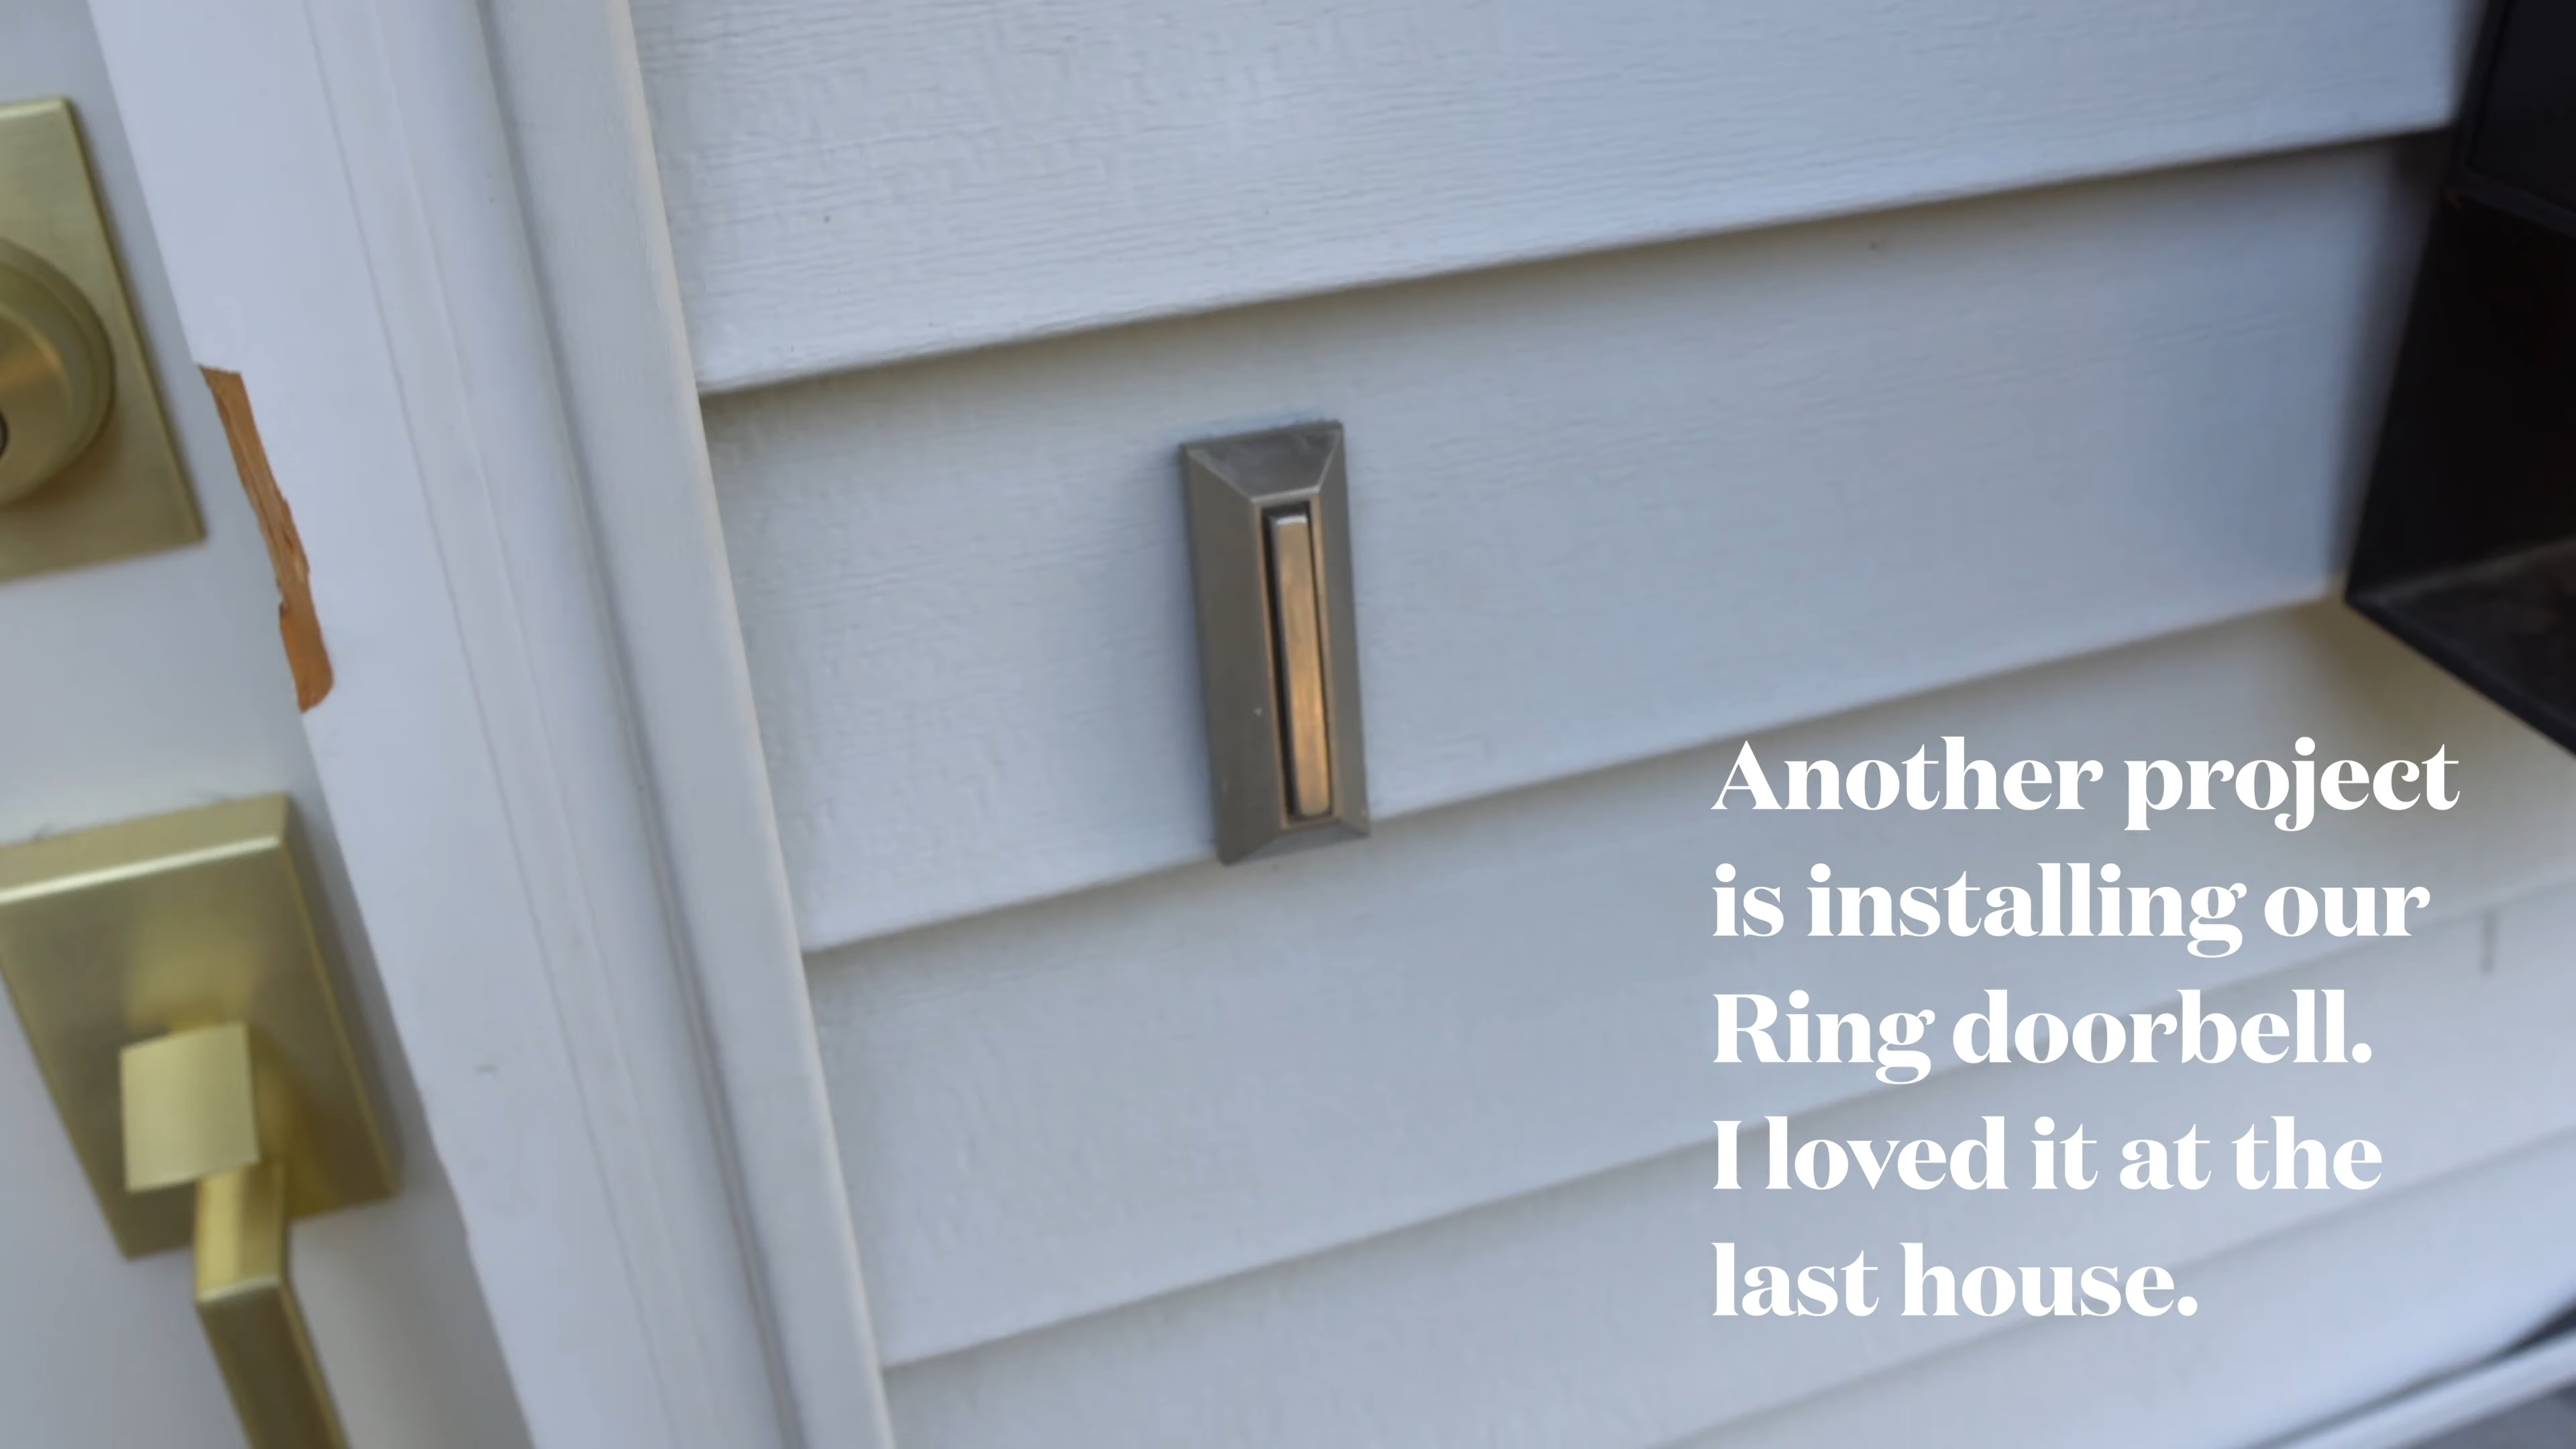 Another project
is installing our
Ring doorbell.
I loved it at the
last house.